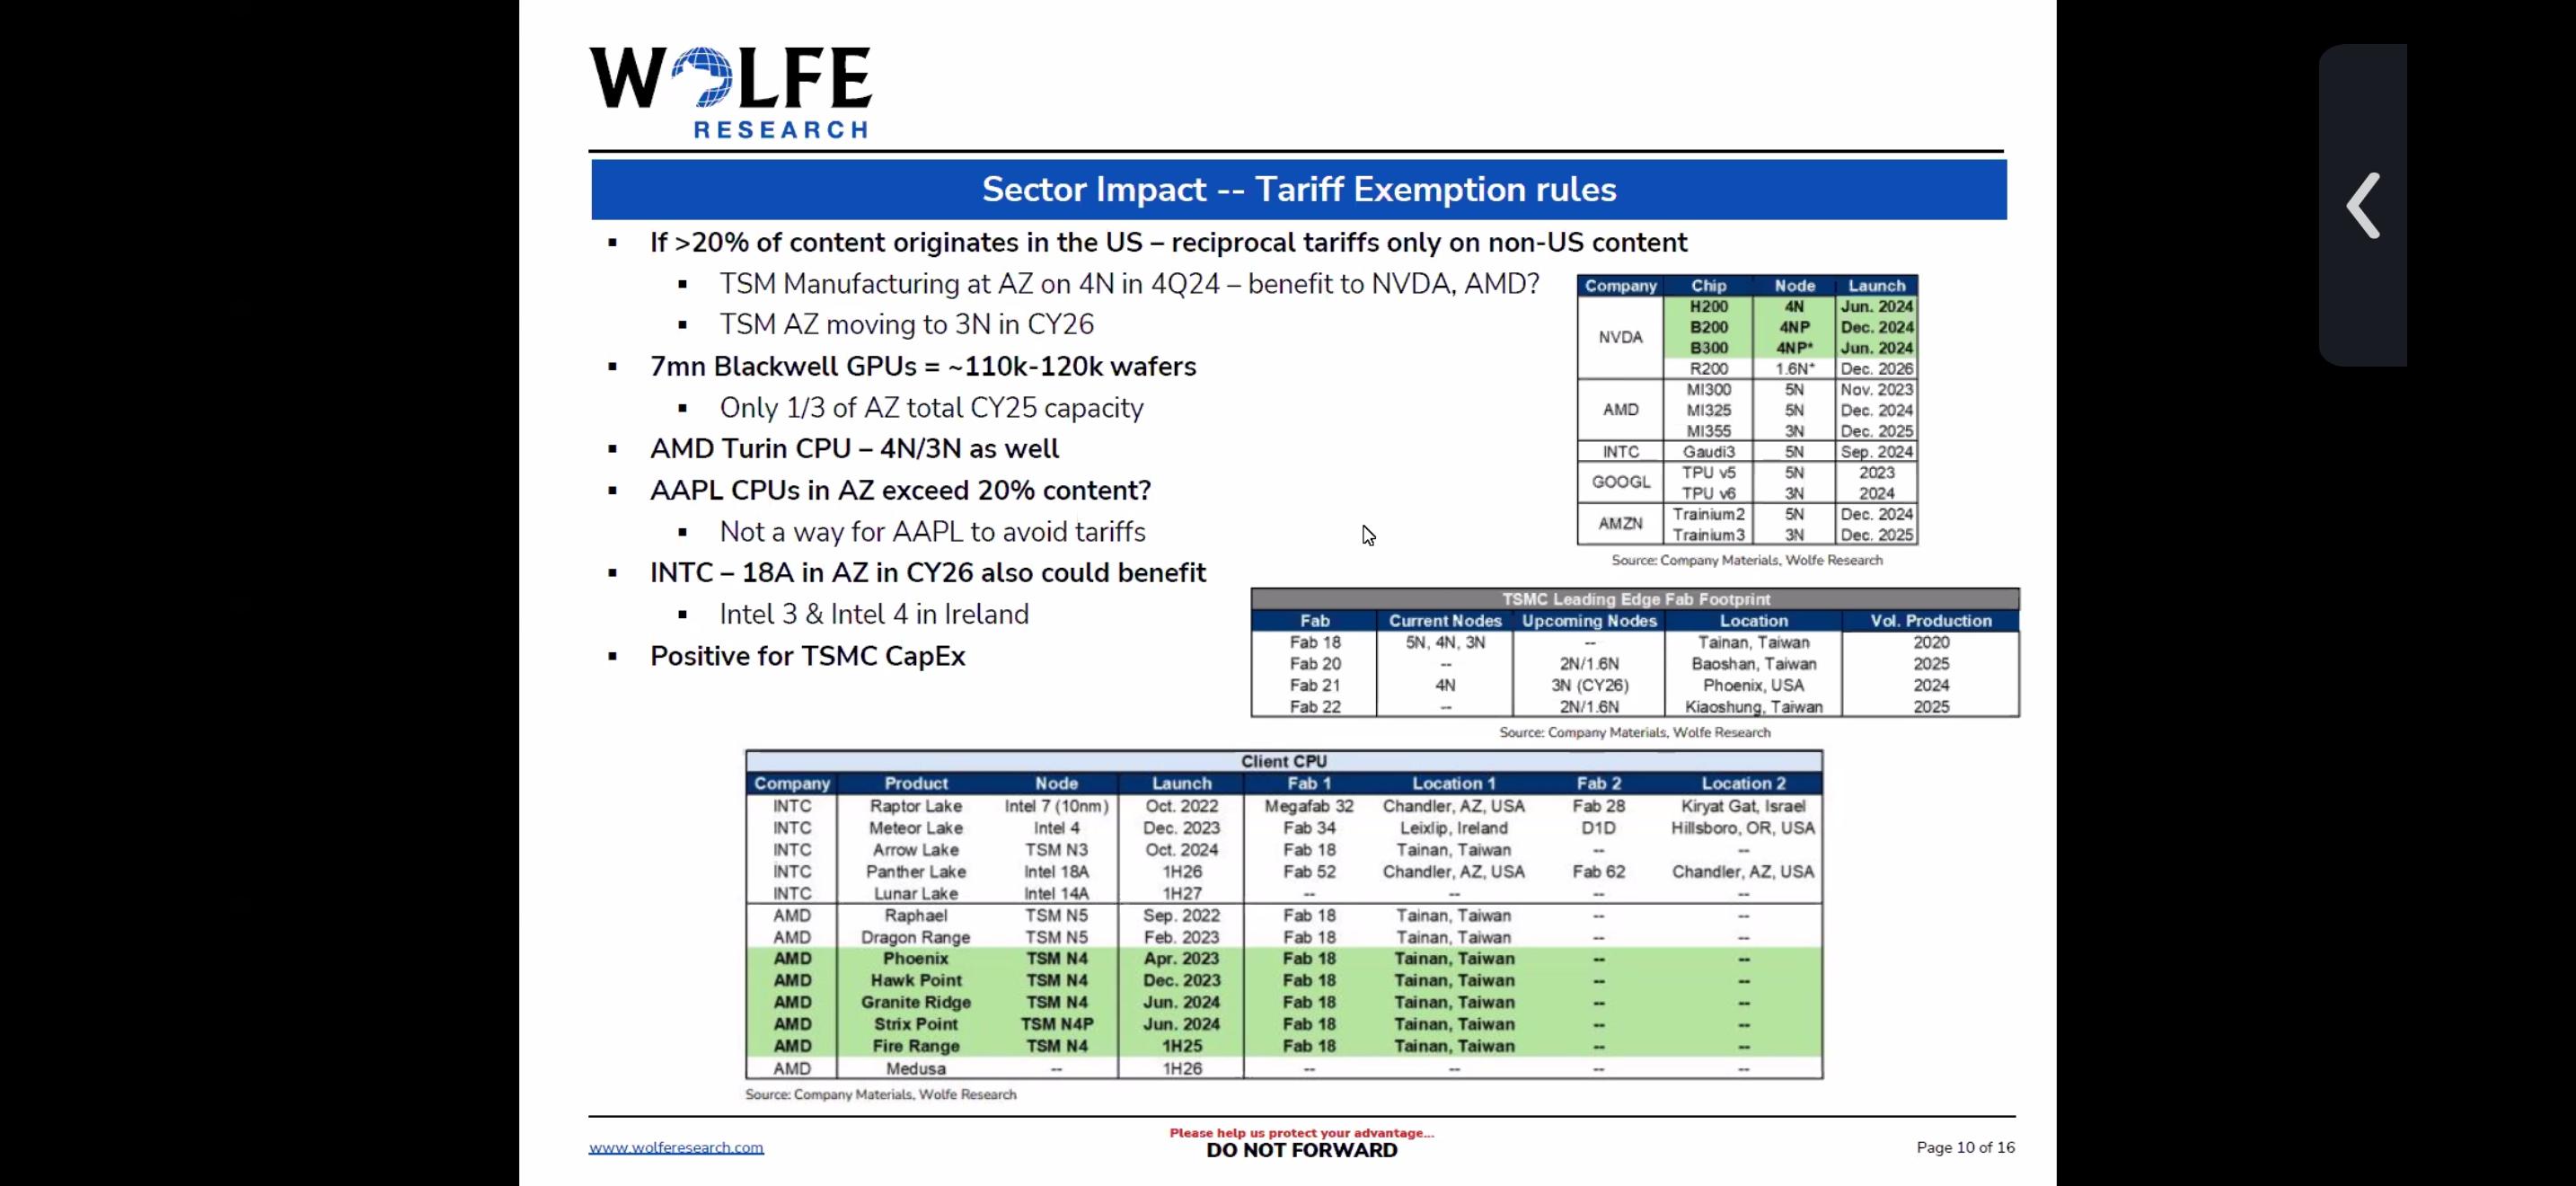 WOLFE
RESEARCH
Sector Impact -- Tariff Exemption rules
▪ If >20% of content originates in the US – reciprocal tariffs only on non-US content
▪ TSM Manufacturing at AZ on 4N in 4Q24 – benefit to NVDA, AMD?
▪ TSM AZ moving to 3N in CY26
▪ 7mn Blackwell GPUs = ~110k-120k wafers
▪ Only 1/3 of AZ total CY25 capacity
▪ AMD Turin CPU – 4N/3N as well
▪ AAPL CPUs in AZ exceed 20% content?
▪ Not a way for AAPL to avoid tariffs
▪ INTC – 18A in AZ in CY26 also could benefit
▪ Intel 3 & Intel 4 in Ireland
▪ Positive for TSMC CapEx
Company Chip Node Launch
H200 4N Jun. 2024
B200 4NP Dec. 2024
NVDA
B300 4NP* Jun. 2024
R200 1.6N* Dec. 2026
MI300 5N Nov. 2023
AMD MI325 5N Dec. 2024
MI355 3N Dec. 2025
INTC Gaudi3 5N Sep. 2024
TPU v5 5N 2023
GOOGL
TPU v6 3N 2024
Trainium2 5N Dec. 2024
AMZN
Trainium3 3N Dec. 2025
Source: Company Materials, Wolfe Research
TSMC Leading Edge Fab Footprint
Fab Current Nodes Upcoming Nodes Location Vol. Production
Fab 18 5N, 4N, 3N -- Tainan, Taiwan 2020
Fab 20 -- 2N/1.6N Baoshan, Taiwan 2025
Fab 21 4N 3N (CY26) Phoenix, USA 2024
Fab 22 -- 2N/1.6N Kiaoshung, Taiwan 2025
Source: Company Materials, Wolfe Research
Client CPU
Company Product Node Launch Fab 1 Location 1 Fab 2 Location 2
INTC Raptor Lake Intel 7 (10nm) Oct. 2022 Megafab 32 Chandler, AZ, USA Fab 28 Kiryat Gat, Israel
INTC Meteor Lake Intel 4 Dec. 2023 Fab 34 Leixlip, Ireland D1D Hillsboro, OR, USA
INTC Arrow Lake TSM N3 Oct. 2024 Fab 18 Tainan, Taiwan -- --
INTC Panther Lake Intel 18A 1H26 Fab 52 Chandler, AZ, USA Fab 62 Chandler, AZ, USA
INTC Lunar Lake Intel 14A 1H27 -- -- -- --
AMD Raphael TSM N5 Sep. 2022 Fab 18 Tainan, Taiwan -- --
AMD Dragon Range TSM N5 Feb. 2023 Fab 18 Tainan, Taiwan -- --
AMD Phoenix TSM N4 Apr. 2023 Fab 18 Tainan, Taiwan -- --
AMD Hawk Point TSM N4 Dec. 2023 Fab 18 Tainan, Taiwan -- --
AMD Granite Ridge TSM N4 Jun. 2024 Fab 18 Tainan, Taiwan -- --
AMD Strix Point TSM N4P Jun. 2024 Fab 18 Tainan, Taiwan -- --
AMD Fire Range TSM N4 1H25 Fab 18 Tainan, Taiwan -- --
AMD Medusa -- 1H26 -- -- -- --
Source: Company Materials, Wolfe Research
www.wolferesearch.com
Please help us protect your advantage...
DO NOT FORWARD
Page 10 of 16